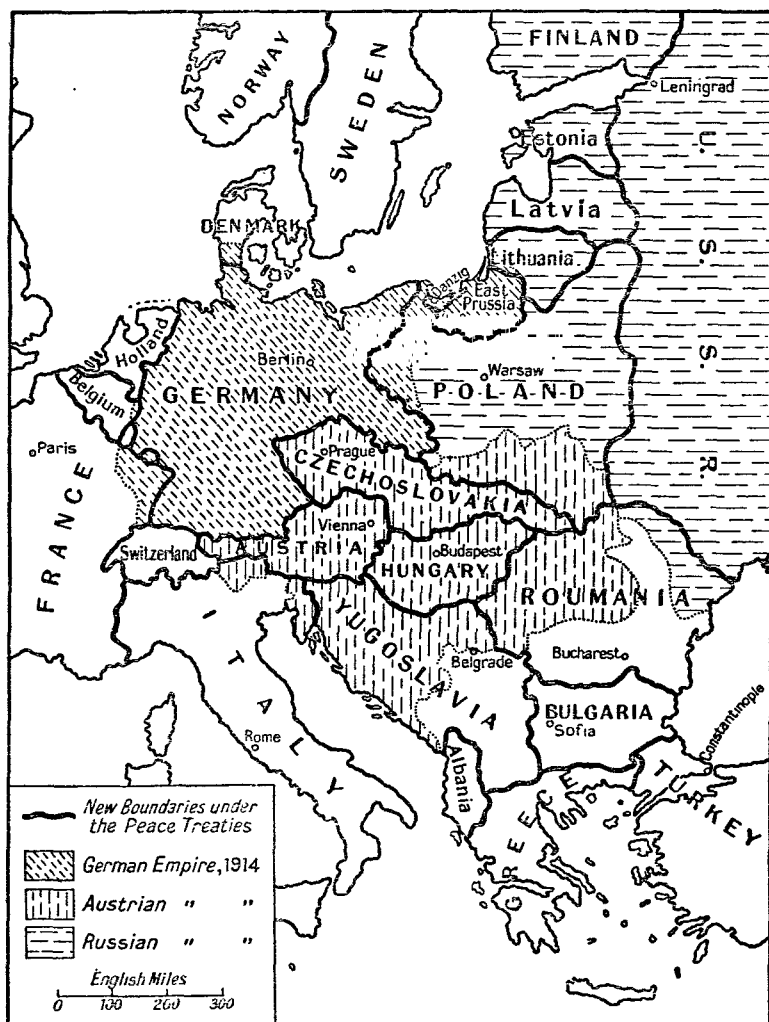 NORWAY
SWEDEN
FINLAND
Leningrad
Estonia
U. S. S. R.
Latvia
DENMARK
Lithuania
Danzig
East
Prussia
Holland
Berlin
GERMANY
Warsaw
POLAND
Belgium
Paris
Prague
CZECHOSLOVAKIA
FRANCE
Vienna
Switzerland
AUSTRIA
Budapest
HUNGARY
ROUMANIA
ITALY
YUGOSLAVIA
Belgrade
Bucharest
BULGARIA
Sofia
Constantinople
Rome
Albania
GREECE
TURKEY
New Boundaries under
the Peace Treaties
German Empire, 1914
Austrian " "
Russian " "
English Miles
0 100 200 300